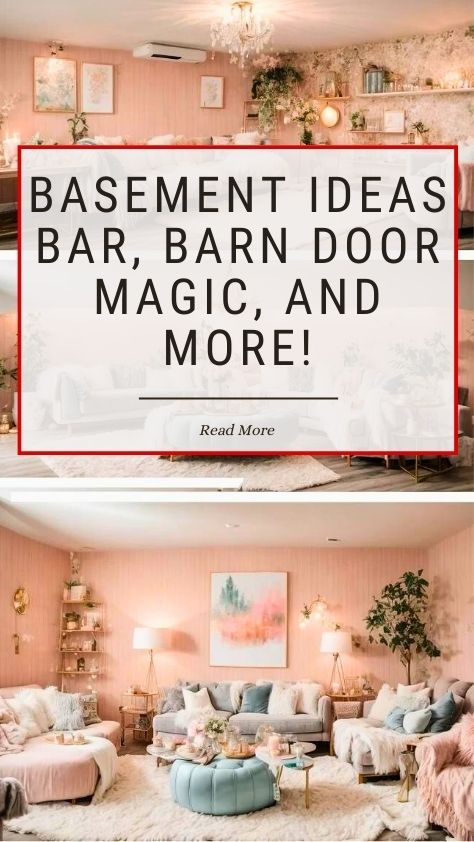 BASEMENT IDEAS
BAR, BARN DOOR
MAGIC, AND
MORE!
Read More